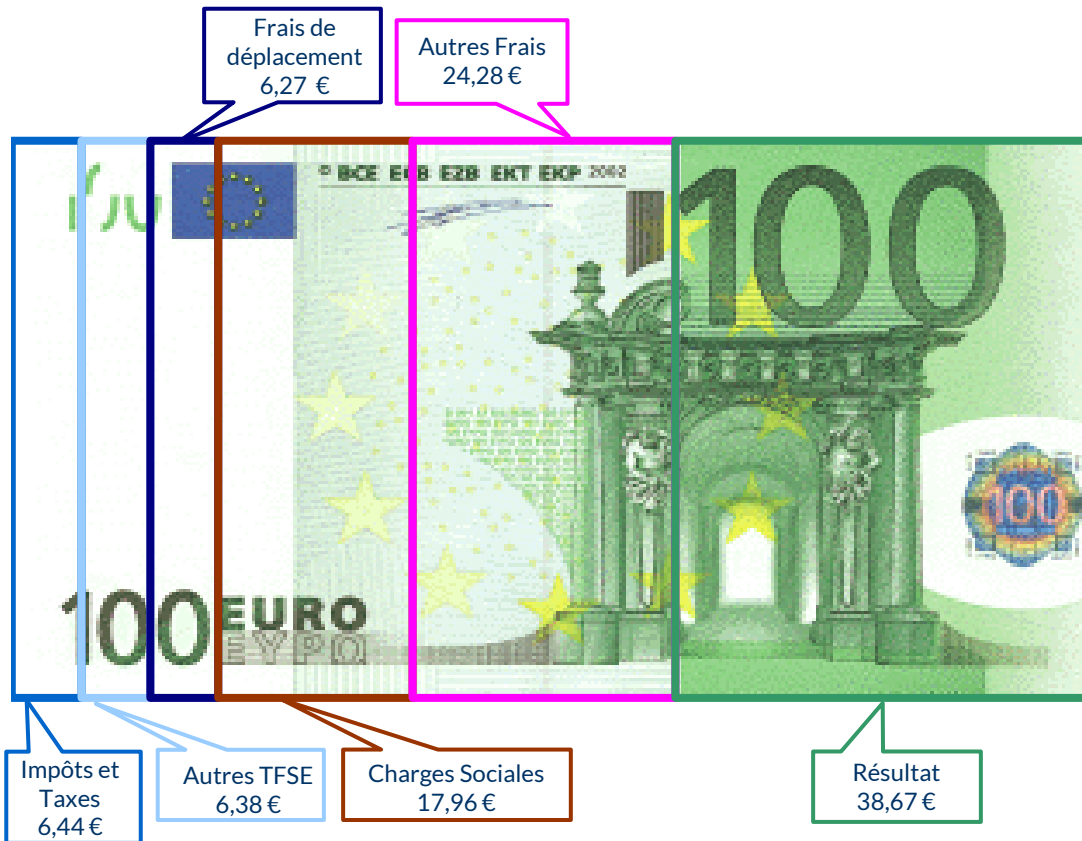 Frais de
déplacement
6,27 €
Autres Frais
24,28 €
© BCE ECB EZB EKT EKP 2002
100
100
100 EURO
ΕΥΡΩ
Impôts et
Taxes
6,44 €
Autres TFSE
6,38 €
Charges Sociales
17,96 €
Résultat
38,67 €